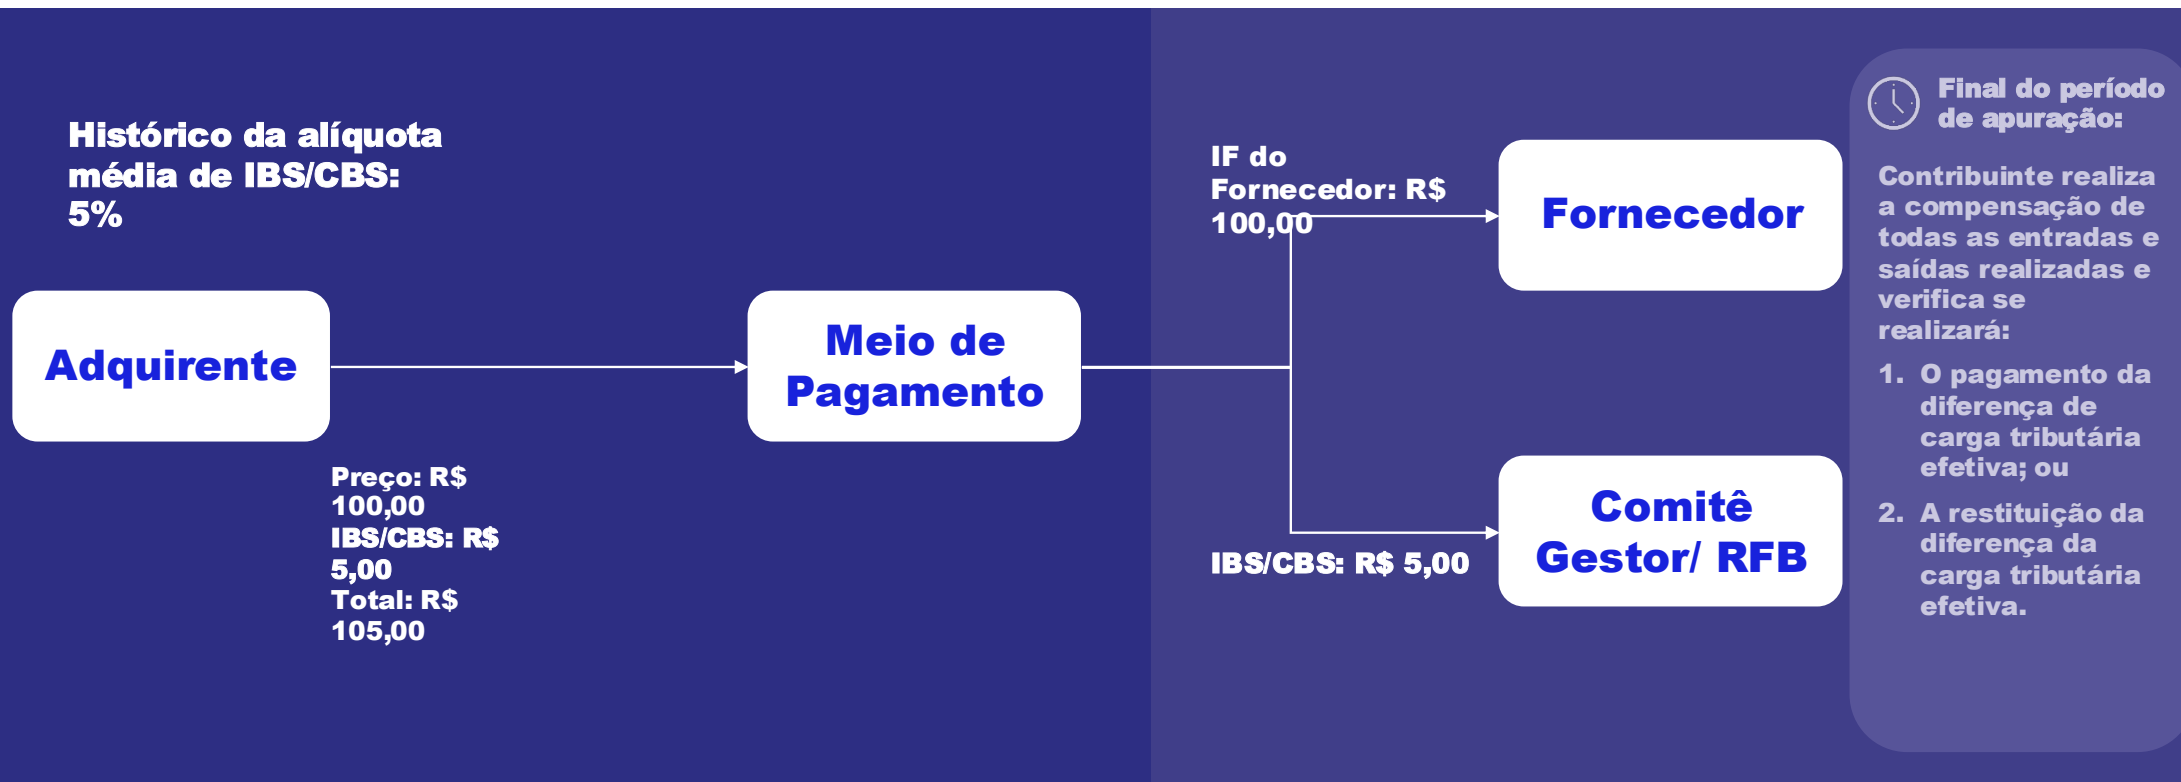 Histórico da alíquota
média de IBS/CBS:
5%
Adquirente
Preço: R$
100,00
IBS/CBS: R$
5,00
Total: R$
105,00
Meio de
Pagamento
IF do
Fornecedor: R$
100,00
Fornecedor
IBS/CBS: R$ 5,00
Comitê
Gestor/ RFB
Final do período
de apuração:
Contribuinte realiza
a compensação de
todas as entradas e
saídas realizadas e
verifica se
realizará:
1. O pagamento da
diferença de
carga tributária
efetiva; ou
2. A restituição da
diferença da
carga tributária
efetiva.